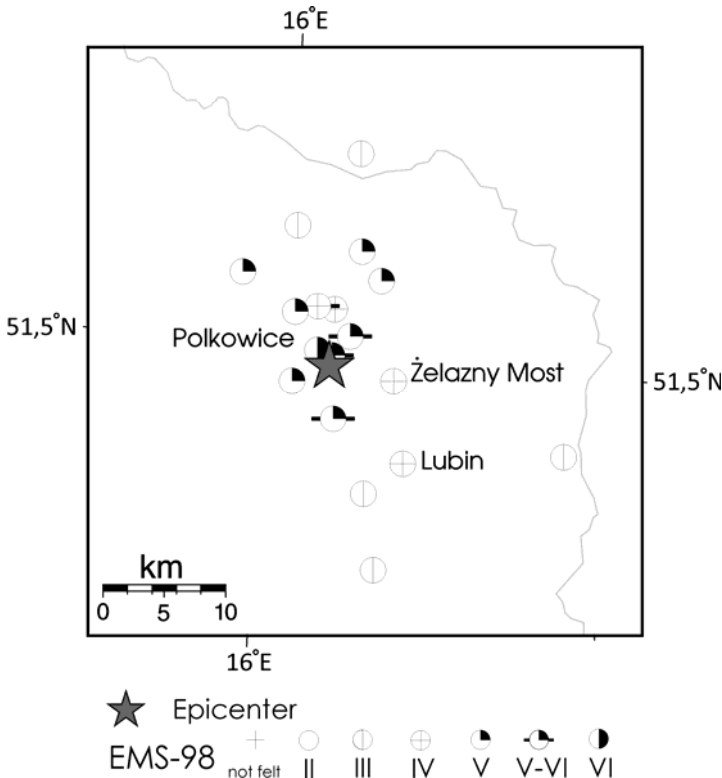 16°E
51,5°N
Polkowice
Żelazny Most
51,5°N
Lubin
km
0 5 10
16°E
Epicenter
EMS-98 not felt II III IV V V-VI VI